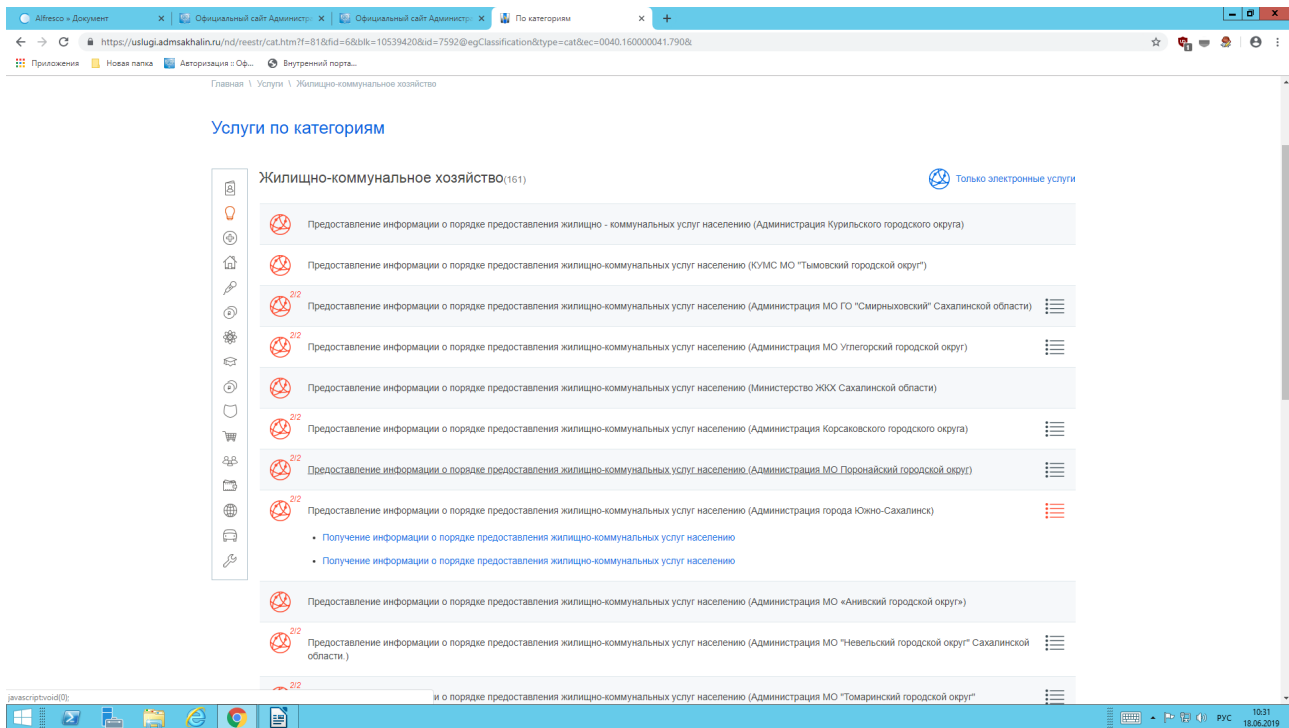 Alfresco » Документ
Официальный сайт Администр
Официальный сайт Администр
По категориям
https://uslugi.admsakhalin.ru/nd/reestr/cat.htm?f=81&fid=6&blk=10539420&id=7592@egClassification&type=cat&ec=0040.160000041.790&
Приложения Новая папка Авторизация :: Оф... Внутренний порта...
Главная \ Услуги \ Жилищно-коммунальное хозяйство
Услуги по категориям
Жилищно-коммунальное хозяйство(161)
Только электронные услуги
Предоставление информации о порядке предоставления жилищно - коммунальных услуг населению (Администрация Курильского городского округа)
Предоставление информации о порядке предоставления жилищно-коммунальных услуг населению (КУМС МО "Тымовский городской округ")
2/2
Предоставление информации о порядке предоставления жилищно-коммунальных услуг населению (Администрация МО ГО "Смирныховский" Сахалинской области)
2/2
Предоставление информации о порядке предоставления жилищно-коммунальных услуг населению (Администрация МО Углегорский городской округ)
Предоставление информации о порядке предоставления жилищно-коммунальных услуг населению (Министерство ЖКХ Сахалинской области)
2/2
Предоставление информации о порядке предоставления жилищно-коммунальных услуг населению (Администрация Корсаковского городского округа)
2/2
Предоставление информации о порядке предоставления жилищно-коммунальных услуг населению (Администрация МО Поронайский городской округ)
2/2
Предоставление информации о порядке предоставления жилищно-коммунальных услуг населению (Администрация города Южно-Сахалинск)
• Получение информации о порядке предоставления жилищно-коммунальных услуг населению
• Получение информации о порядке предоставления жилищно-коммунальных услуг населению
Предоставление информации о порядке предоставления жилищно-коммунальных услуг населению (Администрация МО «Анивский городской округ»)
2/2
Предоставление информации о порядке предоставления жилищно-коммунальных услуг населению (Администрация МО "Невельский городской округ" Сахалинской
области.)
2/2
ии о порядке предоставления жилищно-коммунальных услуг населению (Администрация МО "Томаринский городской округ"
javascript:void(0);
РУС
10:31
18.06.2019